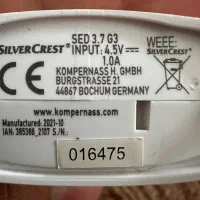 SILVERCREST®
SED 3.7 G3
INPUT: 4.5V⎓
1.0A
KOMPERNASS H. GMBH
BURGSTRASSE 21
44867 BOCHUM GERMANY
WEEE:
SILVERCREST®
CE
www.kompernass.com
Manufactured: 2021-10
IAN: 385388_2107 S./N.:
016475